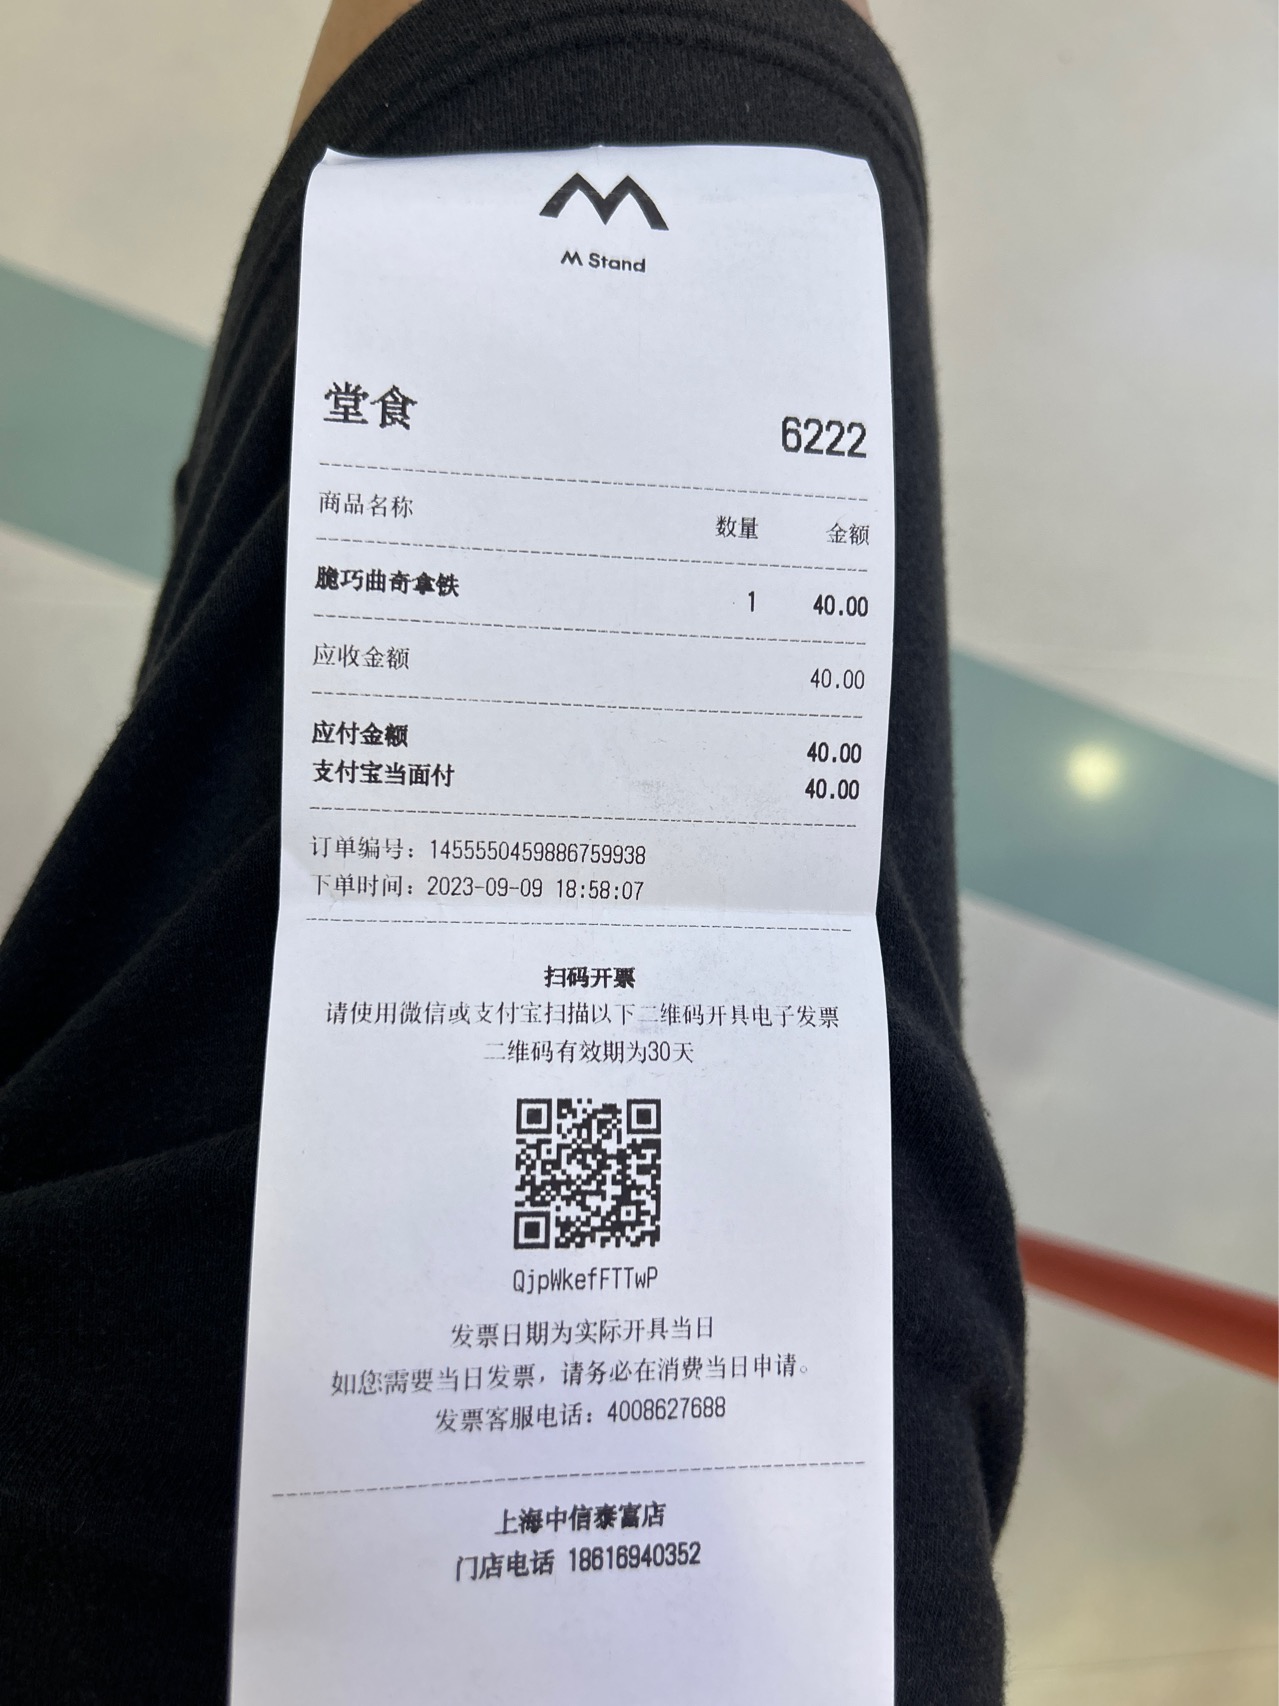 M Stand
堂食
6222
商品名称 数量 金额
脆巧曲奇拿铁 1 40.00
应收金额 40.00
应付金额 40.00
支付宝当面付 40.00
订单编号：1455550459886759938
下单时间：2023-09-09 18:58:07
扫码开票
请使用微信或支付宝扫描以下二维码开具电子发票
二维码有效期为30天
QjpWkefFTTwP
发票日期为实际开具当日
如您需要当日发票，请务必在消费当日申请。
发票客服电话：4008627688
上海中信泰富店
门店电话 18616940352